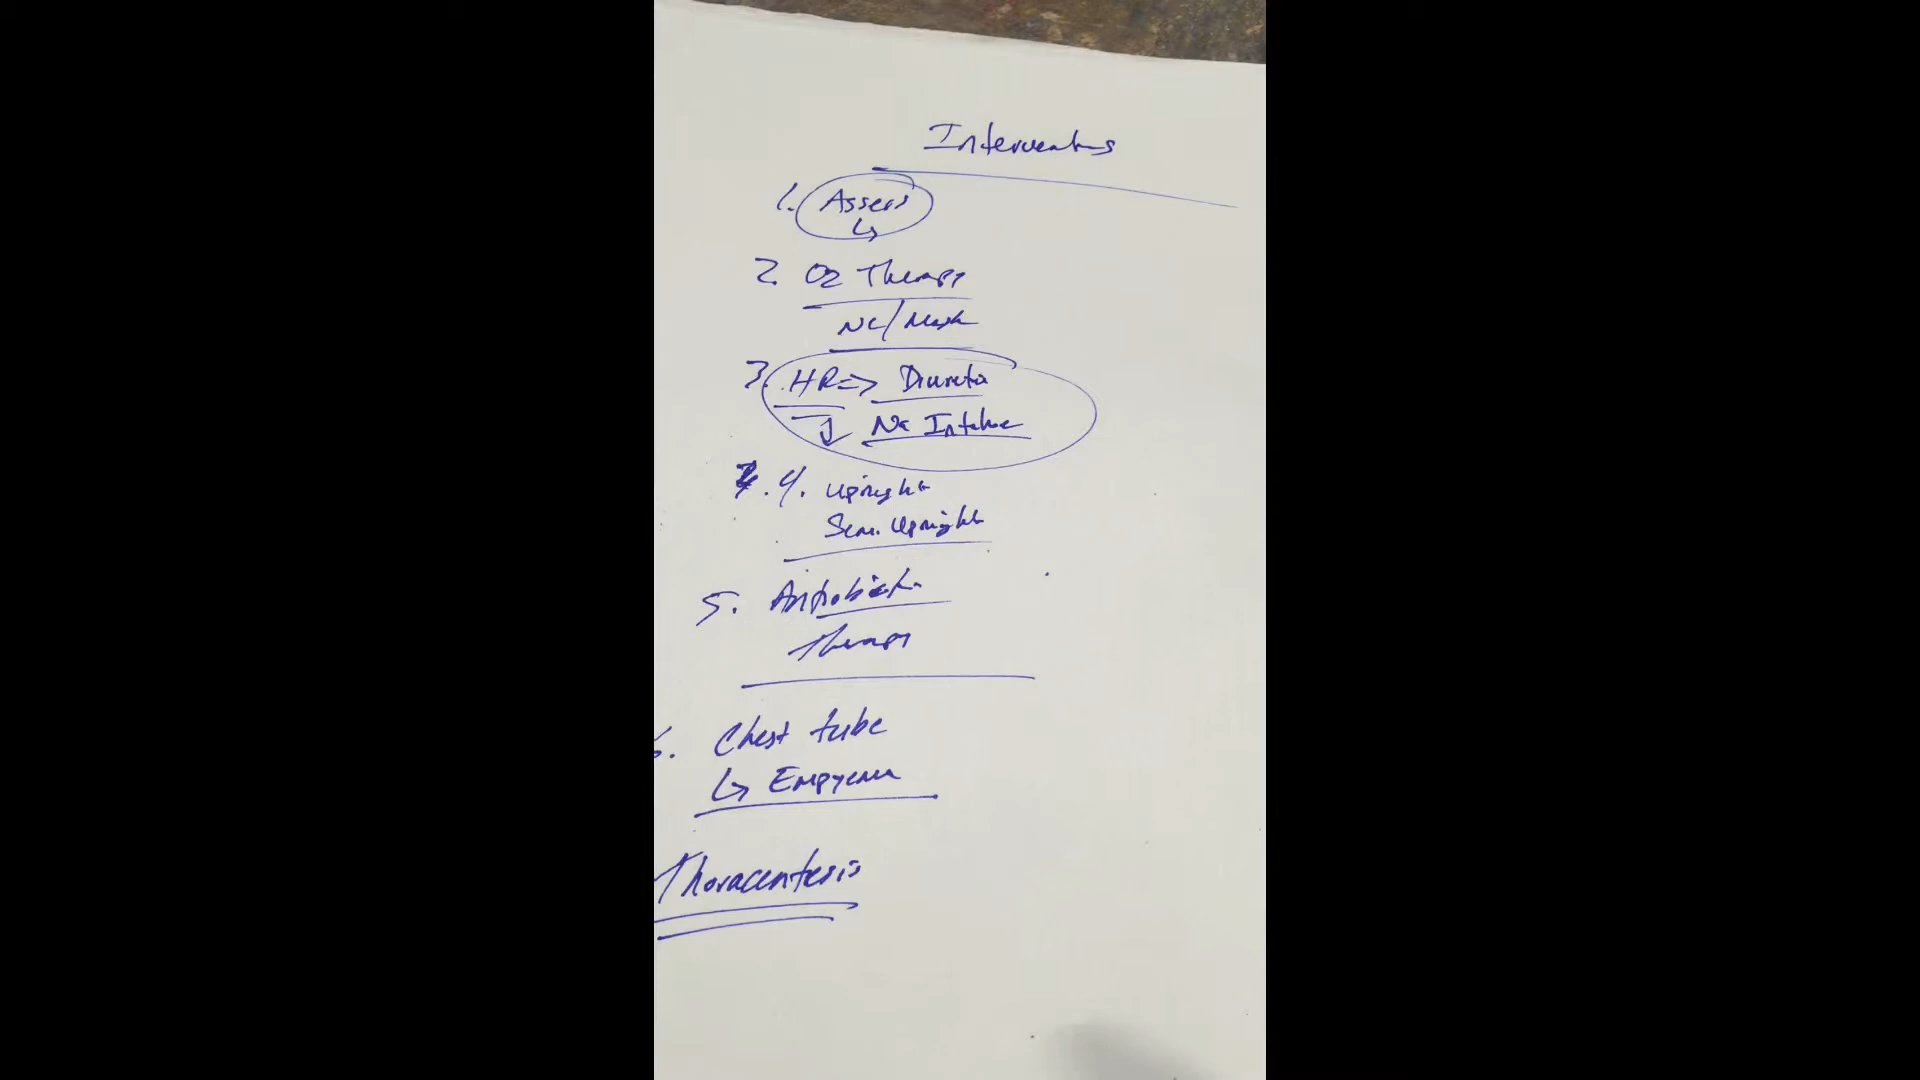 Interventions
1. Assess
↳
2. O2 Therapy
NC/Mask
3. HR => Diuretic
↓ Na Intake
4. Upright
Semi Upright
5. Antibiotic
Therapy
6. Chest tube
↳ Empyema
Thoracentesis